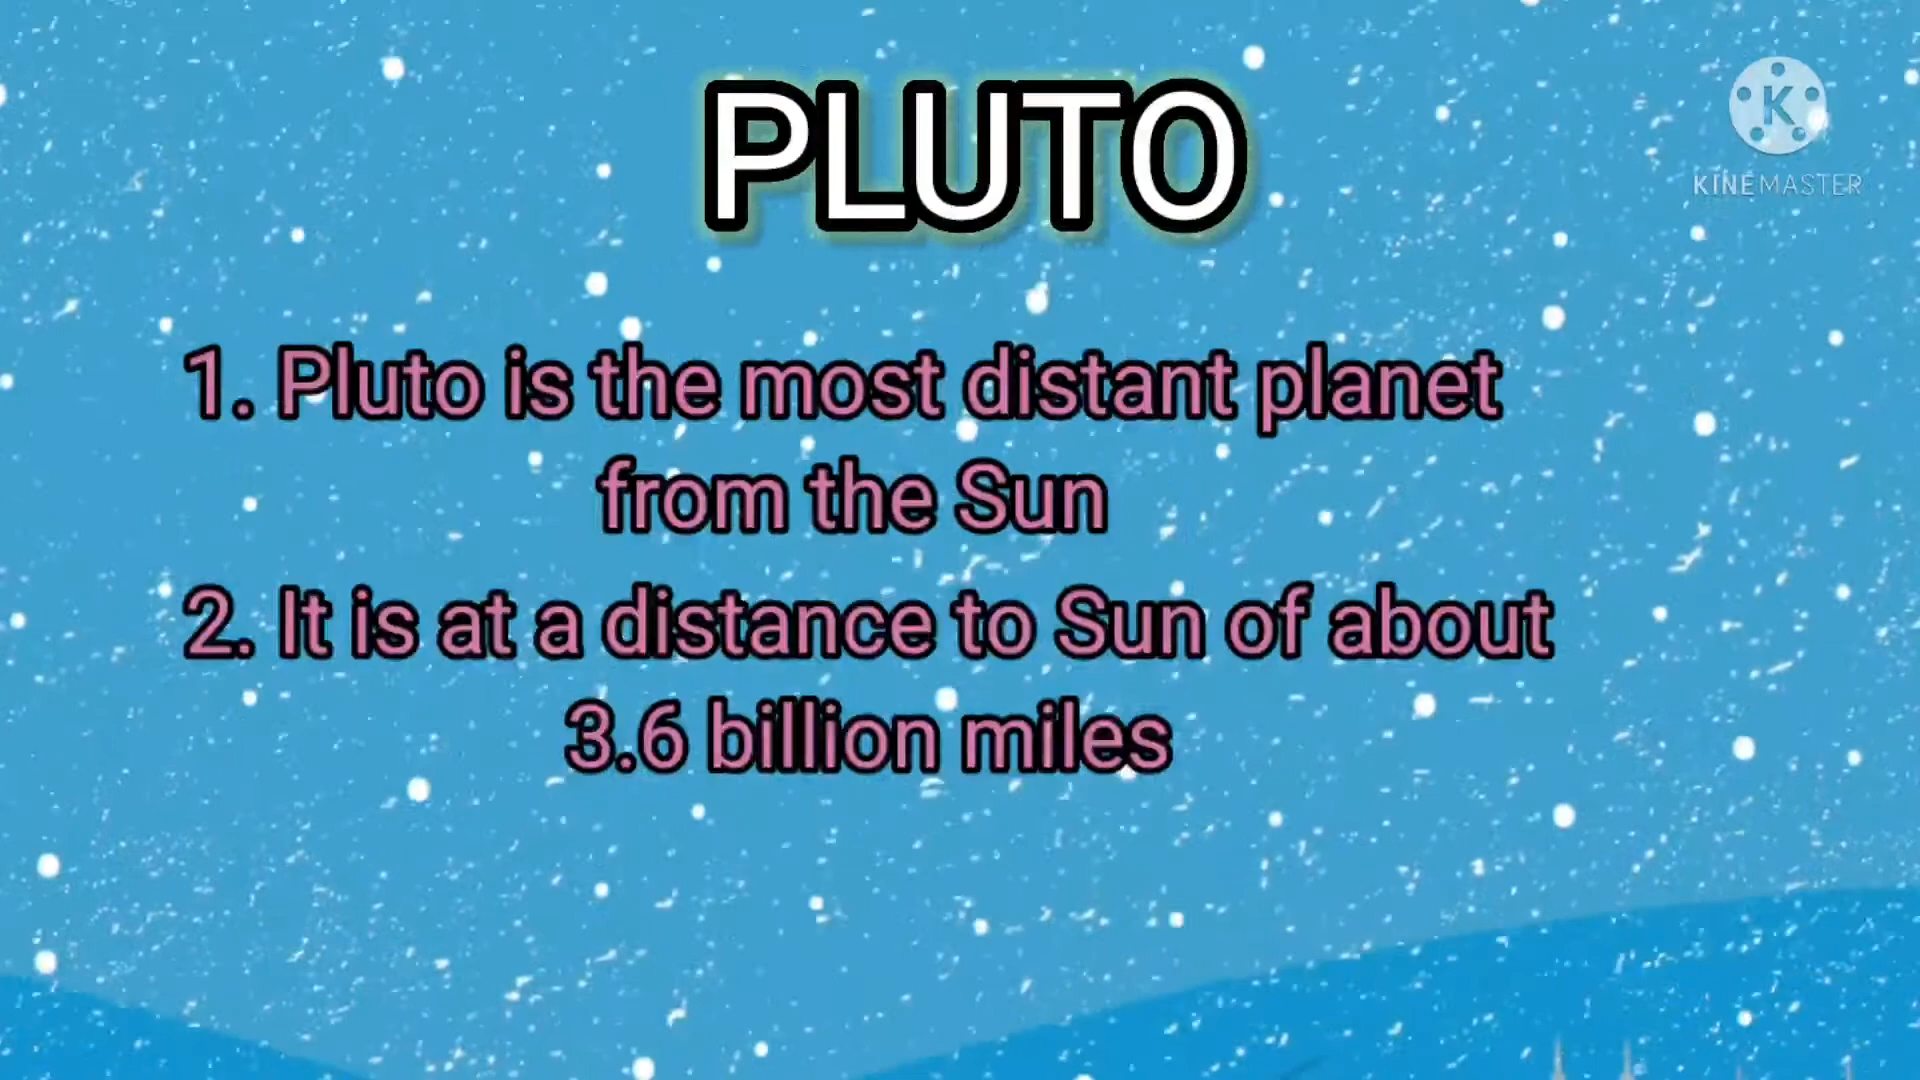 PLUTO
KINEMASTER
1. Pluto is the most distant planet
from the Sun
2. It is at a distance to Sun of about
3.6 billion miles